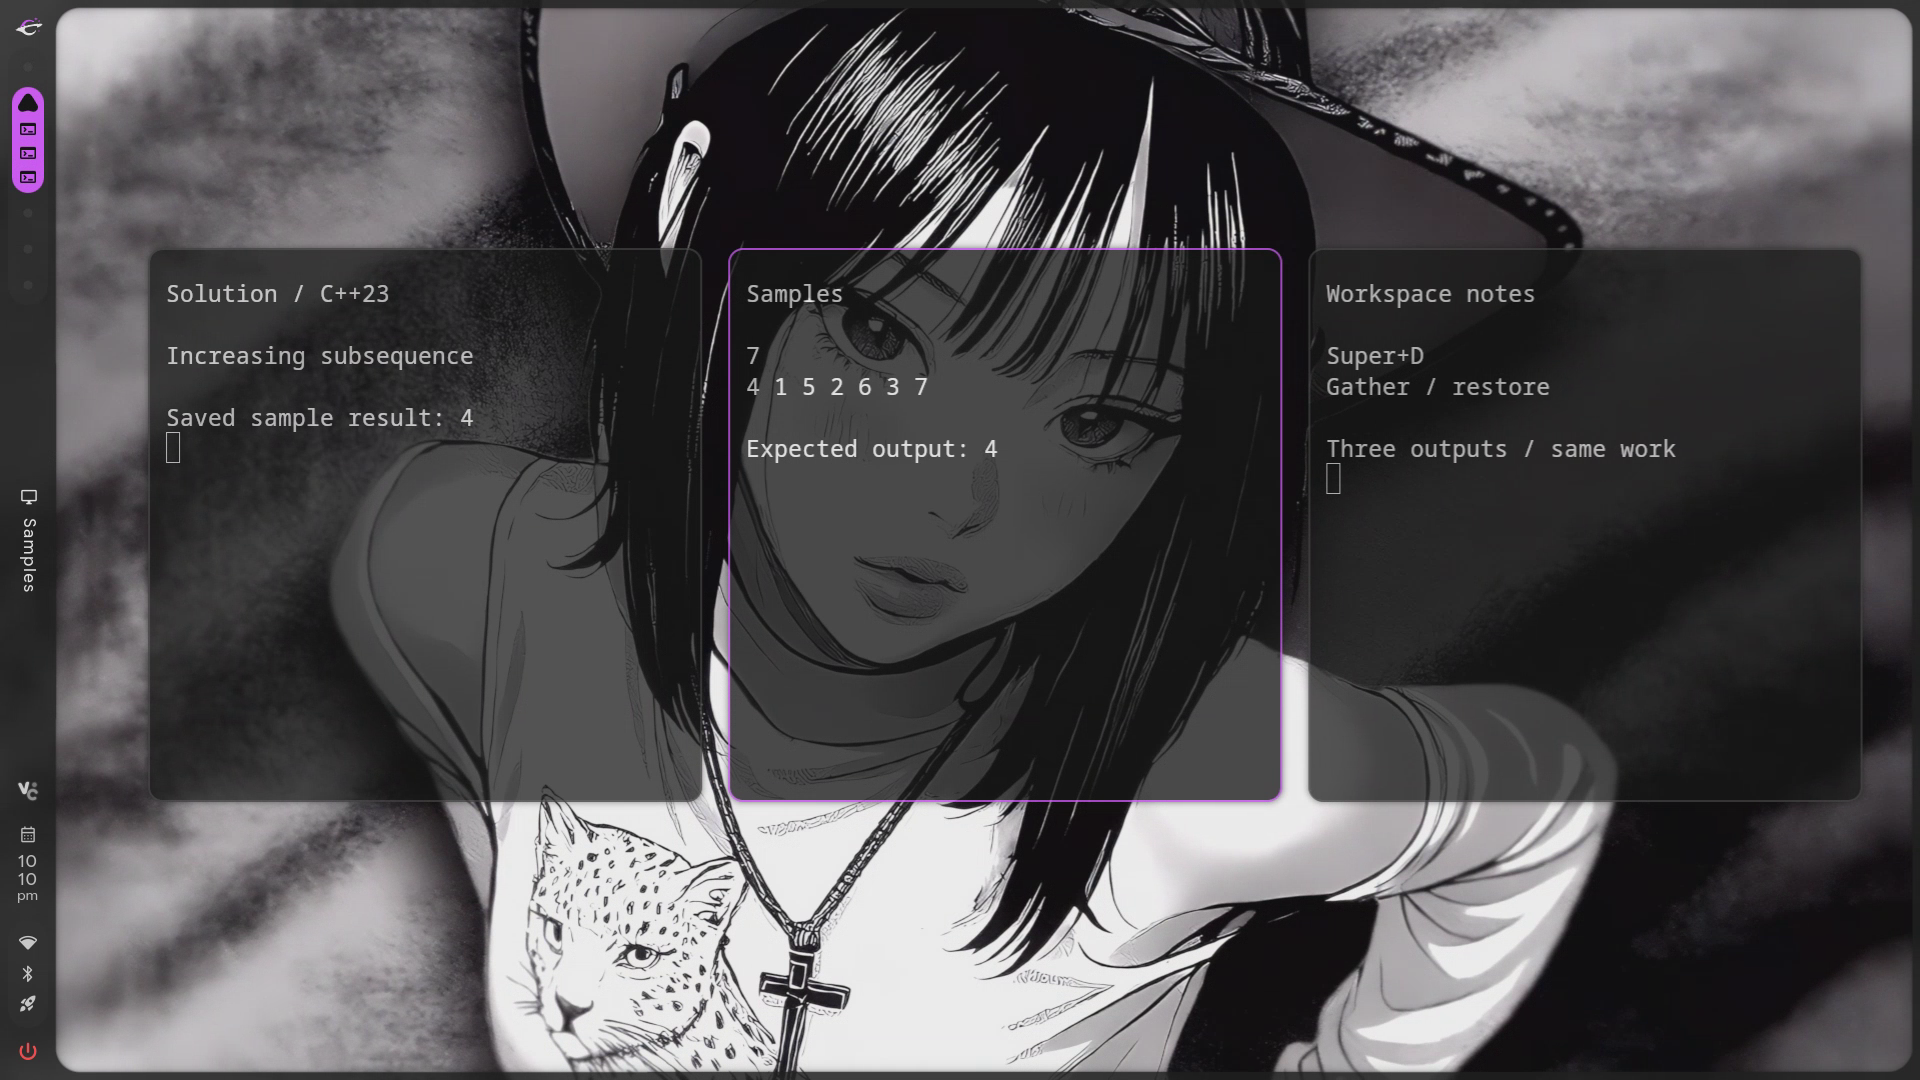 Solution / C++23
Increasing subsequence
Saved sample result: 4
Samples
7
4 1 5 2 6 3 7
Expected output: 4
Workspace notes
Super+D
Gather / restore
Three outputs / same work
Samples
10
10
pm